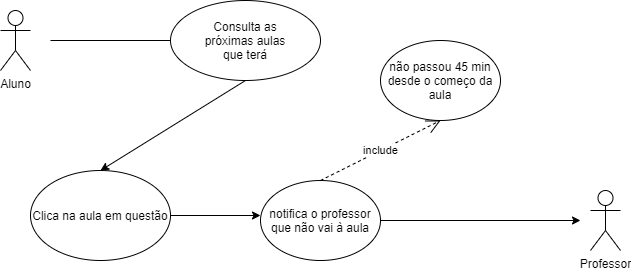 Consulta as
próximas aulas
que terá
Aluno
não passou 45 min
desde o começo da
aula
include
Clica na aula em questão
notifica o professor
que não vai à aula
Professor